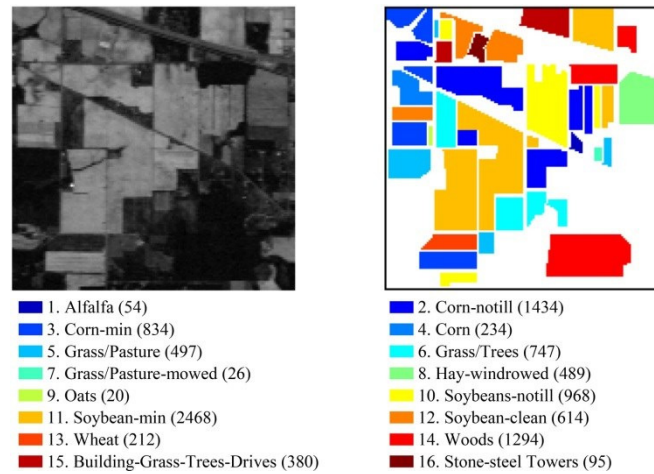 1. Alfalfa (54)
2. Corn-notill (1434)
3. Corn-min (834)
4. Corn (234)
5. Grass/Pasture (497)
6. Grass/Trees (747)
7. Grass/Pasture-mowed (26)
8. Hay-windrowed (489)
9. Oats (20)
10. Soybeans-notill (968)
11. Soybean-min (2468)
12. Soybean-clean (614)
13. Wheat (212)
14. Woods (1294)
15. Building-Grass-Trees-Drives (380)
16. Stone-steel Towers (95)